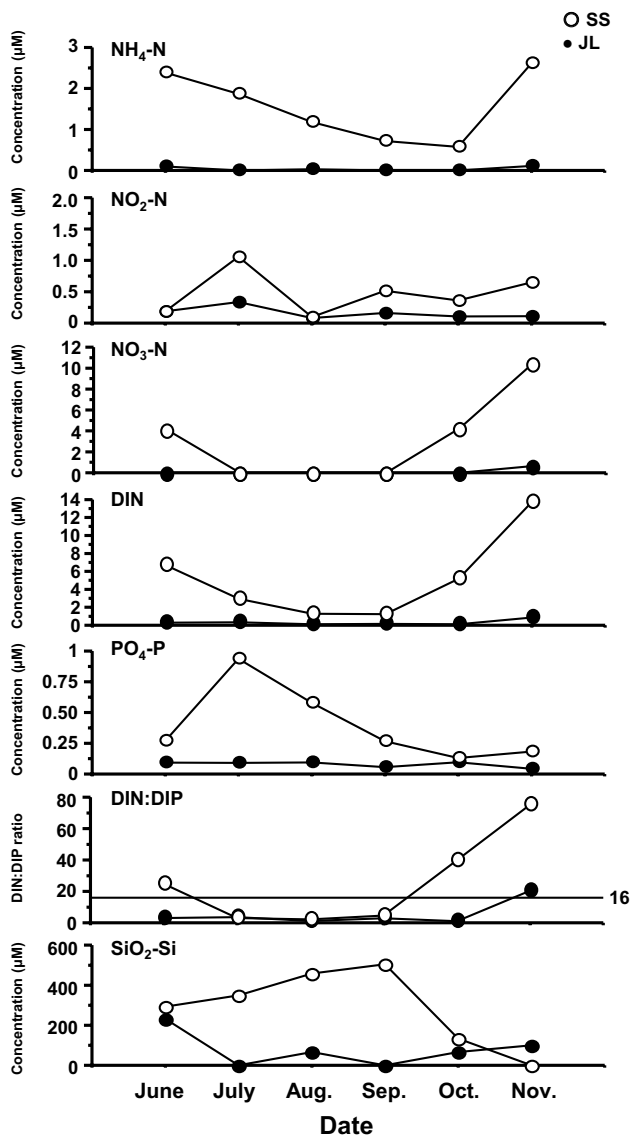 SS
JL
NH₄-N
Concentration (µM)
3
2
1
0
NO₂-N
Concentration (µM)
2.0
1.5
1.0
0.5
0
NO₃-N
Concentration (µM)
12
10
8
6
4
2
0
DIN
Concentration (µM)
14
12
10
8
6
4
2
0
PO₄-P
Concentration (µM)
1
0.75
0.50
0.25
0
DIN:DIP
DIN:DIP ratio
80
60
40
20
0
16
SiO₂-Si
Concentration (µM)
600
400
200
0
June July Aug. Sep. Oct. Nov.
Date